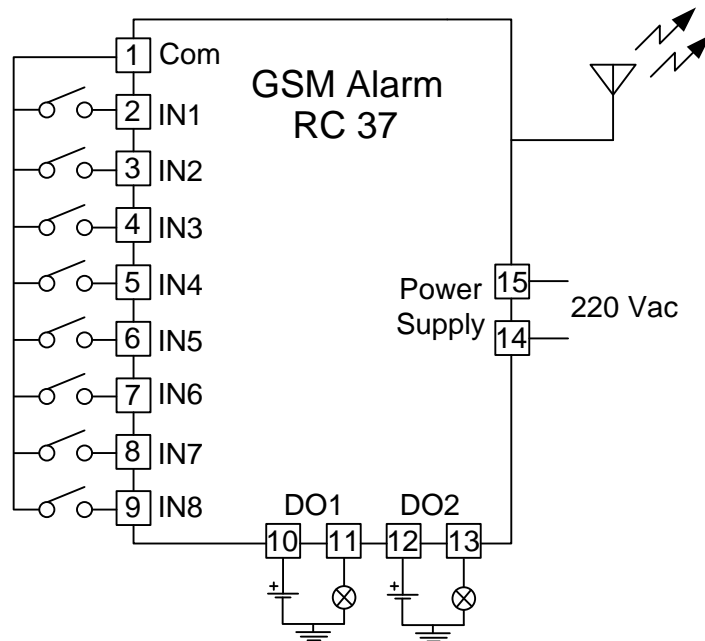 1 Com
GSM Alarm
RC 37
2 IN1
3 IN2
4 IN3
5 IN4
6 IN5
7 IN6
8 IN7
9 IN8
Power
Supply
15
14
220 Vac
DO1 DO2
10 11 12 13
+ +